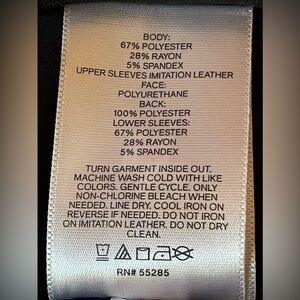 BODY:
67% POLYESTER
28% RAYON
5% SPANDEX
UPPER SLEEVES IMITATION LEATHER
FACE:
POLYURETHANE
BACK:
100% POLYESTER
LOWER SLEEVES:
67% POLYESTER
28% RAYON
5% SPANDEX
TURN GARMENT INSIDE OUT.
MACHINE WASH COLD WITH LIKE
COLORS. GENTLE CYCLE. ONLY
NON-CHLORINE BLEACH WHEN
NEEDED. LINE DRY. COOL IRON ON
REVERSE IF NEEDED. DO NOT IRON
ON IMITATION LEATHER. DO NOT DRY
CLEAN.
RN# 55285